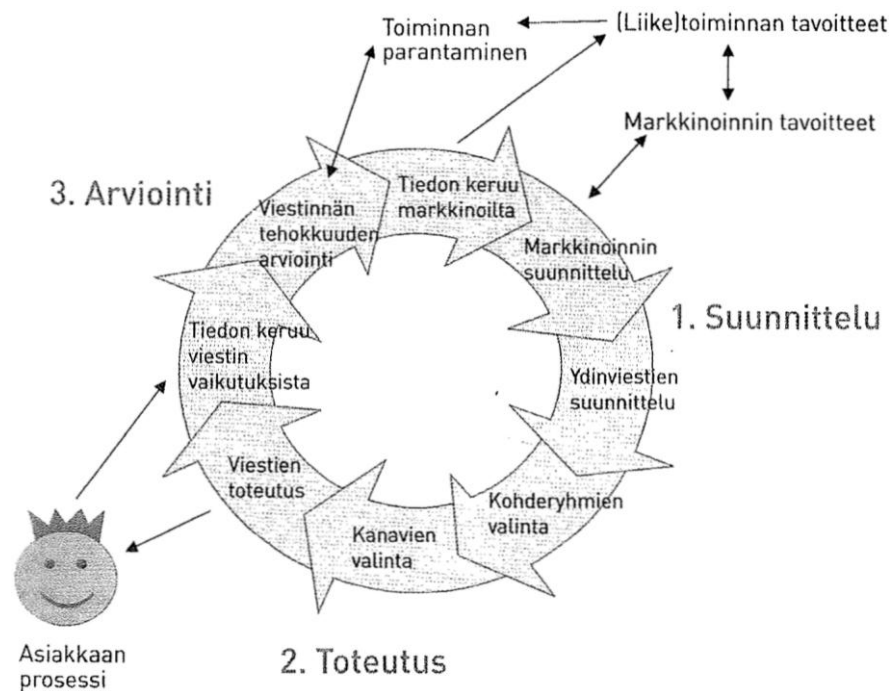 Toiminnan
parantaminen
(Liike)toiminnan tavoitteet
Markkinoinnin tavoitteet
3. Arviointi
Viestinnän
tehokkuuden
arviointi
Tiedon keruu
markkinoilta
Markkinoinnin
suunnittelu
1. Suunnittelu
Tiedon keruu
viestin
vaikutuksista
Ydinviestien
suunnittelu
Viestien
toteutus
Kanavien
valinta
Kohderyhmien
valinta
Asiakkaan
prosessi
2. Toteutus